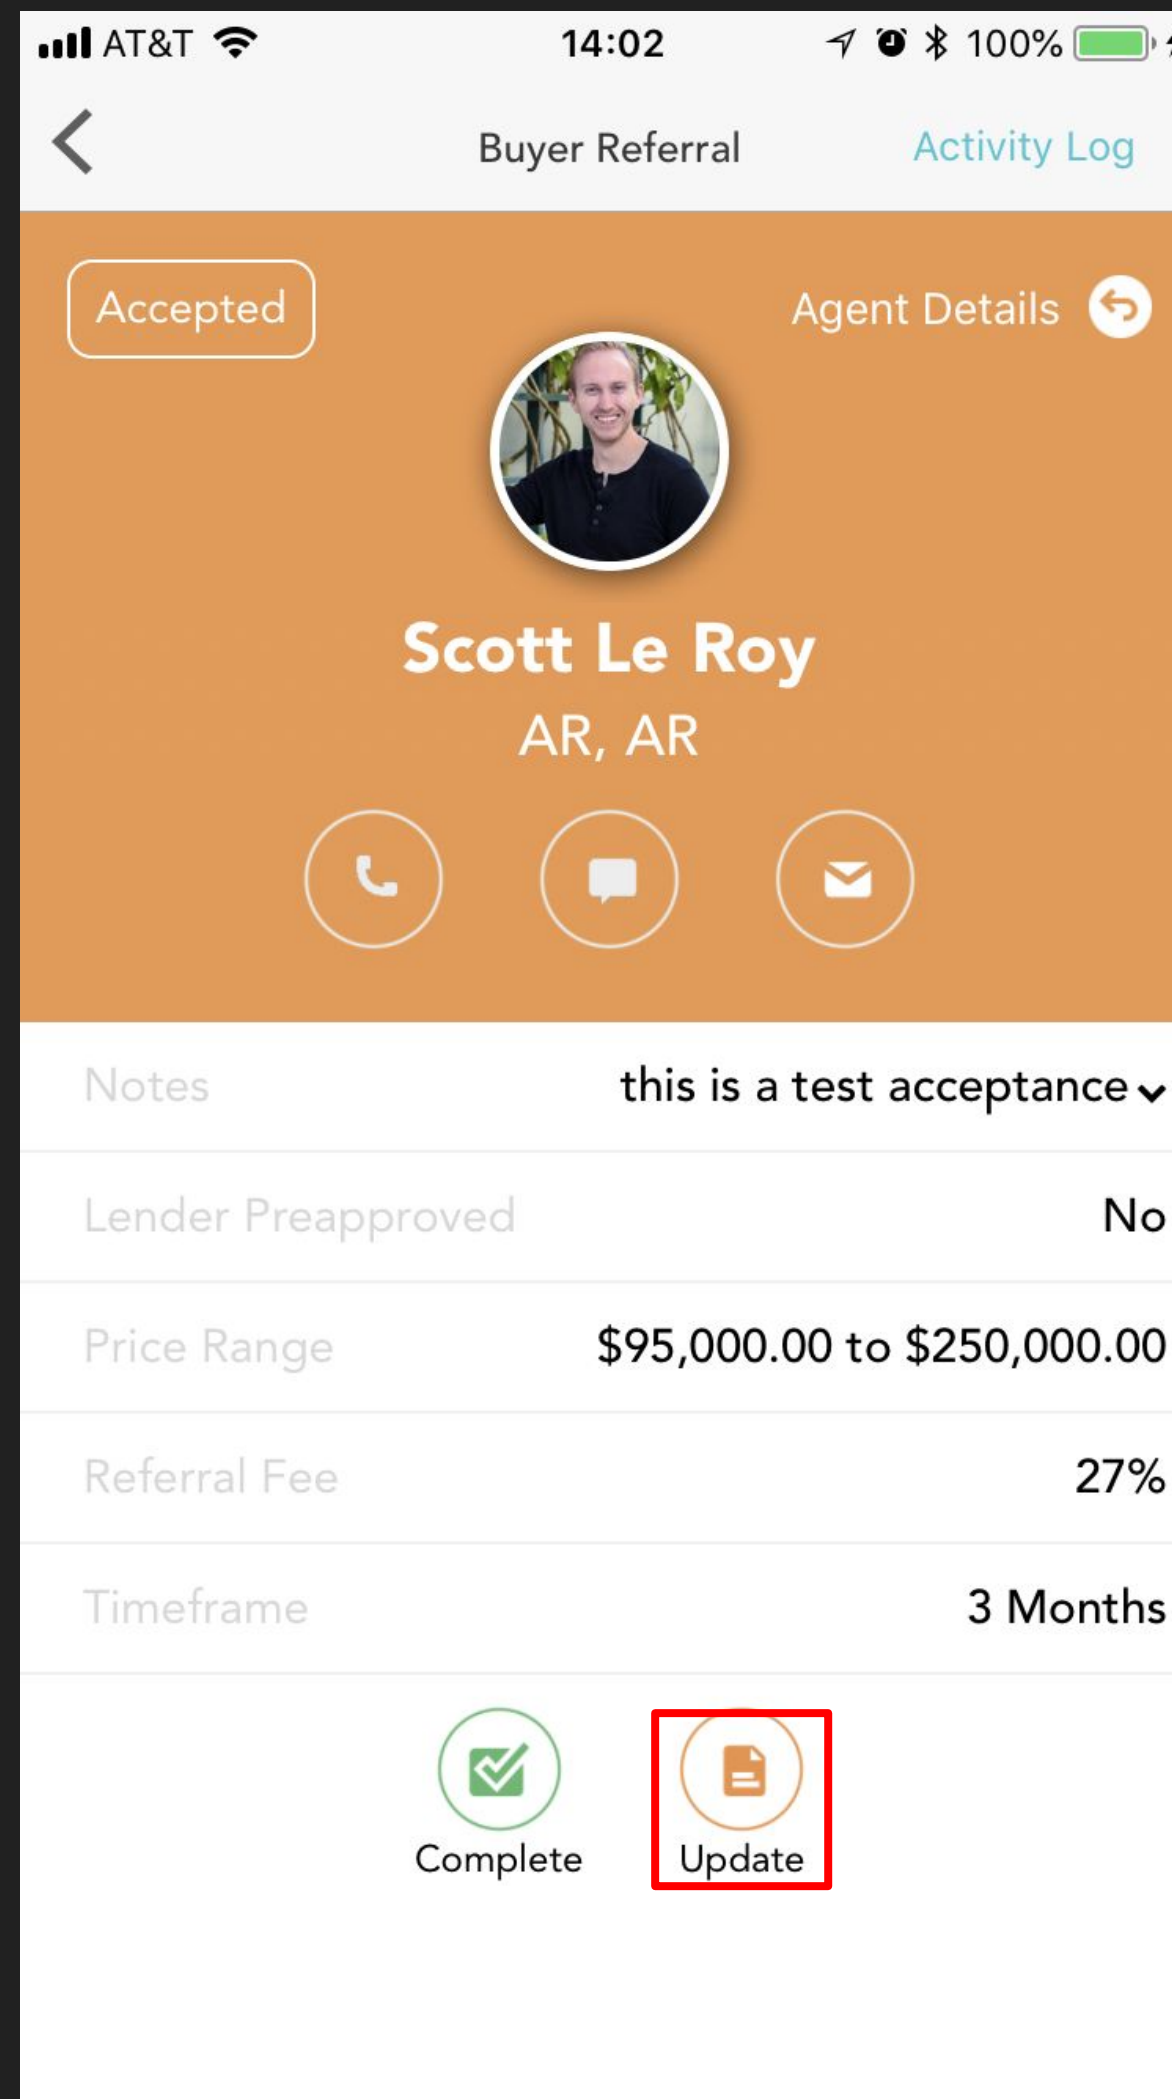 AT&T 14:02 100%
Buyer Referral Activity Log
Accepted Agent Details
Scott Le Roy
AR, AR
Notes this is a test acceptance
Lender Preapproved No
Price Range $95,000.00 to $250,000.00
Referral Fee 27%
Timeframe 3 Months
Complete Update